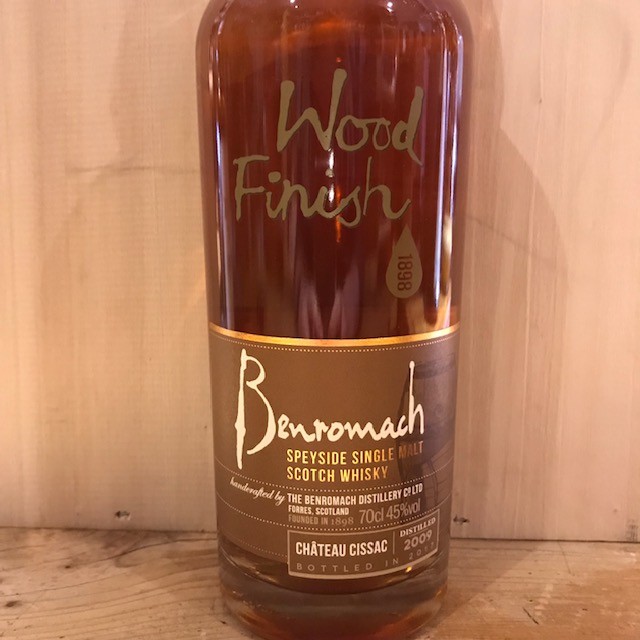 Wood
Finish
1898
Benromach
SPEYSIDE SINGLE MALT
SCOTCH WHISKY
handcrafted by THE BENROMACH DISTILLERY Co LTD
FORRES, SCOTLAND
FOUNDED IN 1898 70cl 45%vol
CHÂTEAU CISSAC DISTILLED 2009
BOTTLED IN